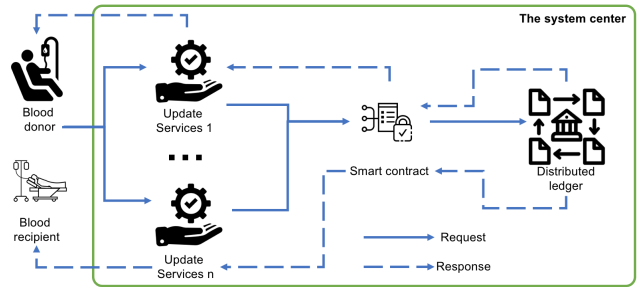 The system center
Blood
donor
Update
Services 1
Smart contract
Distributed
ledger
Blood
recipient
Update
Services n
Request
Response